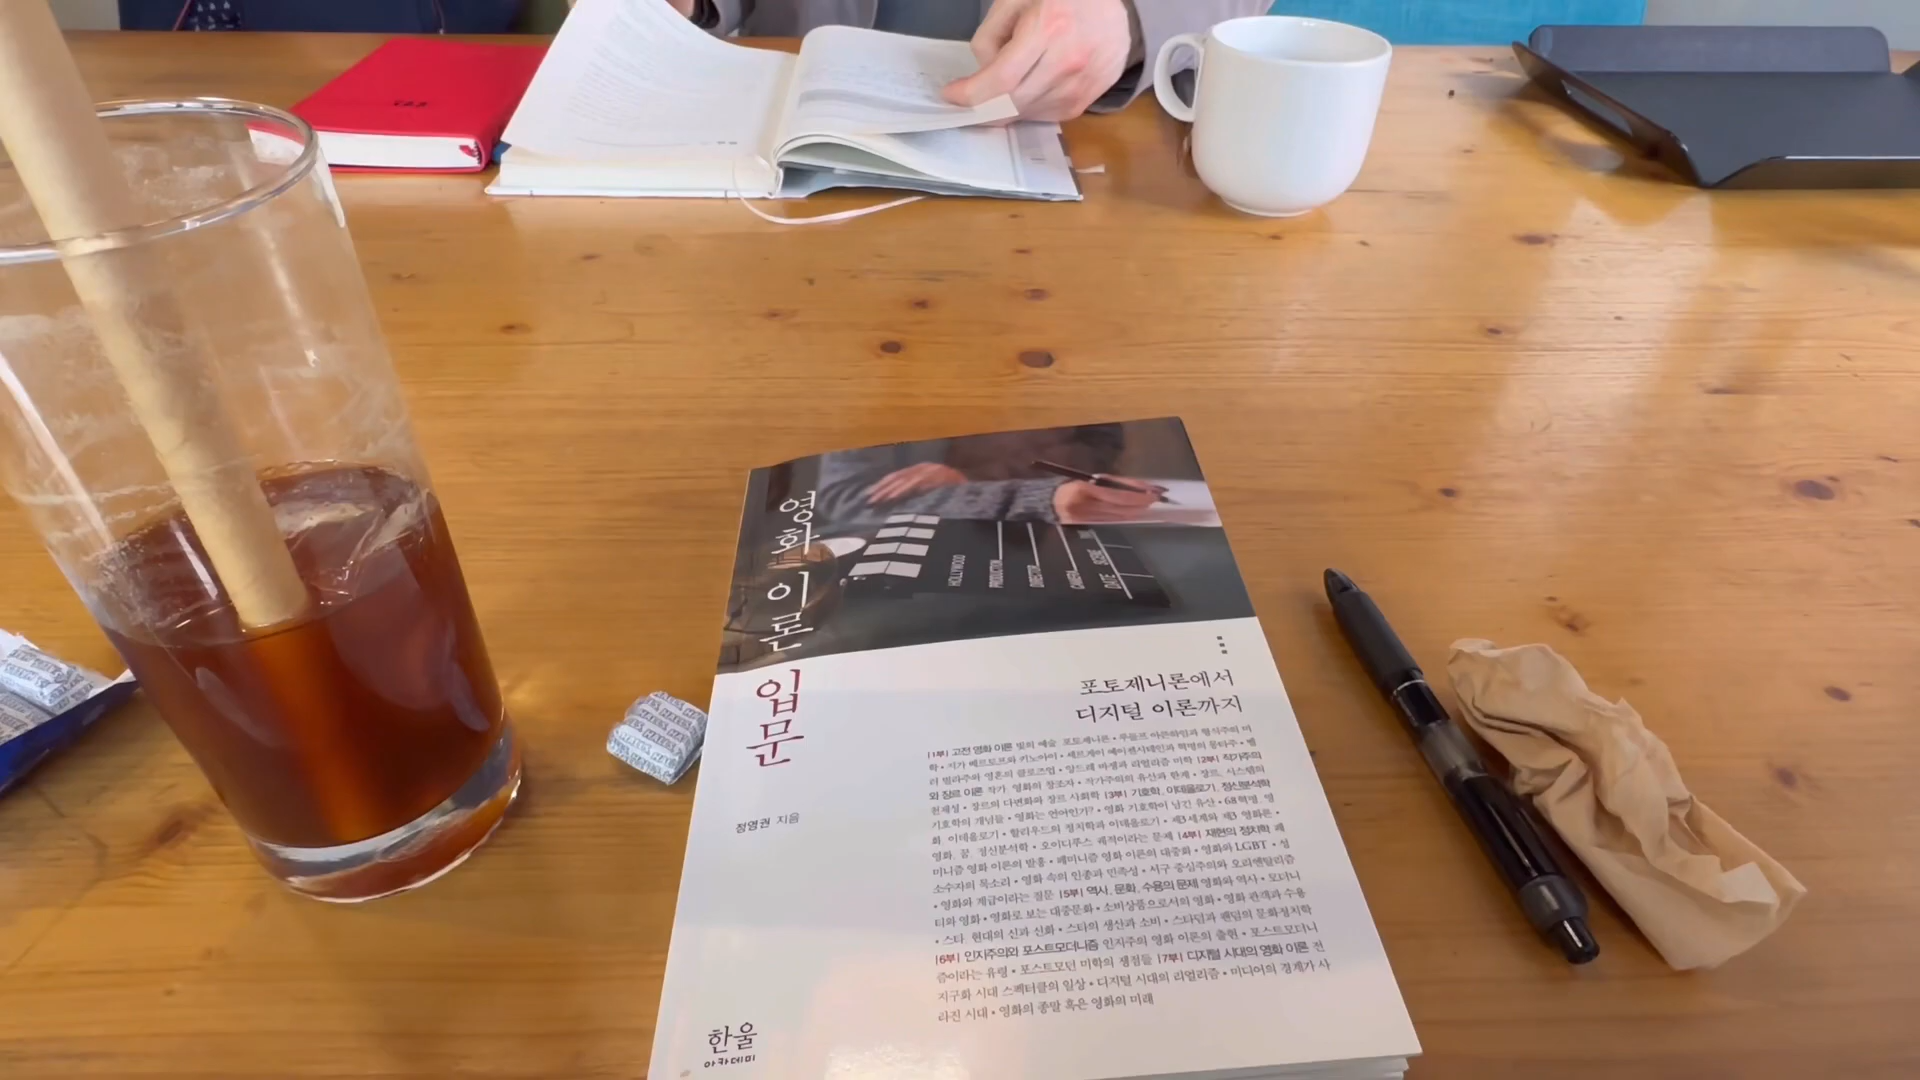 영화 이론 입문
HOLLYWOOD
PRODUCTION
DIRECTOR
CAMERA
DATE SCENE TAKE
포토제니론에서
디지털 이론까지
|1부| 고전 영화 이론 빛의 예술, 포토제니론 • 루돌프 아른하임과 형식주의 미
학 • 지가 베르토프와 키노아이 • 세르게이 에이젠시테인과 혁명의 몽타주 • 벨
러 발라주와 영혼의 클로즈업 • 앙드레 바쟁과 리얼리즘 미학 |2부| 작가주의
와 장르 이론 작가, 영화의 창조자 • 작가주의의 유산과 한계 • 장르, 시스템의
천재성 • 장르의 다변화와 장르 사회학 |3부| 기호학, 이데올로기, 정신분석학
기호학의 개념들 • 영화는 언어인가? • 영화 기호학이 남긴 유산 • 68혁명, 영
화 이데올로기 • 할리우드의 정치학과 이데올로기 • 제3세계와 제3 영화론 •
영화, 꿈, 정신분석학 • 오이디푸스 궤적이라는 문제 |4부| 재현의 정치학 페
미니즘 영화 이론의 발흥 • 페미니즘 영화 이론의 대중화 • 영화와 LGBT • 성
소수자의 목소리 • 영화 속의 인종과 민족성 • 서구 중심주의와 오리엔탈리즘
• 영화와 계급이라는 질문 |5부| 역사, 문화, 수용의 문제 영화와 역사 • 모더니
티와 영화 • 영화로 보는 대중문화 • 소비상품으로서의 영화 • 영화 관객과 수용
• 스타, 현대의 신과 신화 • 스타의 생산과 소비 • 스타덤과 팬덤의 문화정치학
|6부| 인지주의와 포스트모더니즘 인지주의 영화 이론의 출현 • 포스트모더니
즘이라는 유령 • 포스트모던 미학의 쟁점들 |7부| 디지털 시대의 영화 이론 전
지구화 시대 스펙터클의 일상 • 디지털 시대의 리얼리즘 • 미디어의 경계가 사
라진 시대 • 영화의 종말 혹은 영화의 미래
정영권 지음
한울
아카데미
HALLS